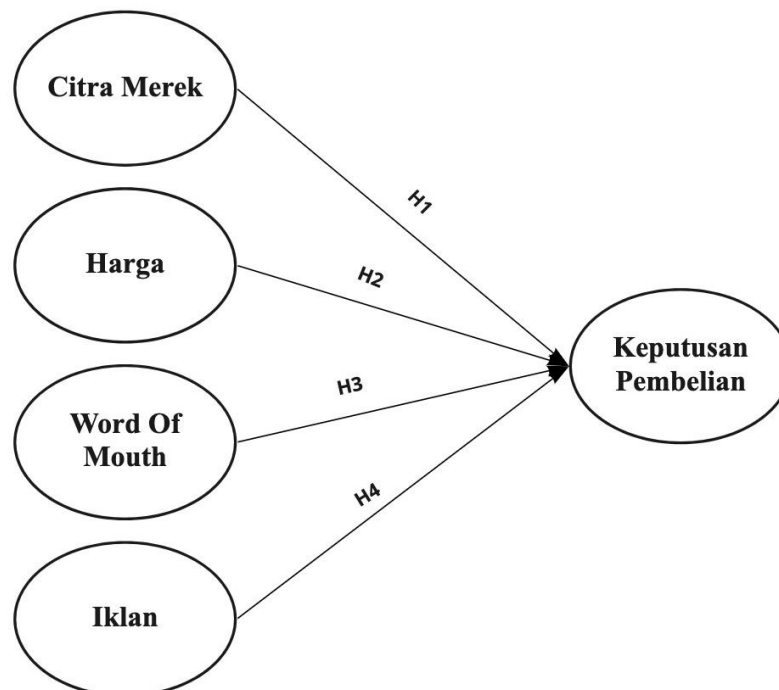 Citra Merek
H1
Harga
H2
Keputusan
Pembelian
H3
Word Of
Mouth
H4
Iklan